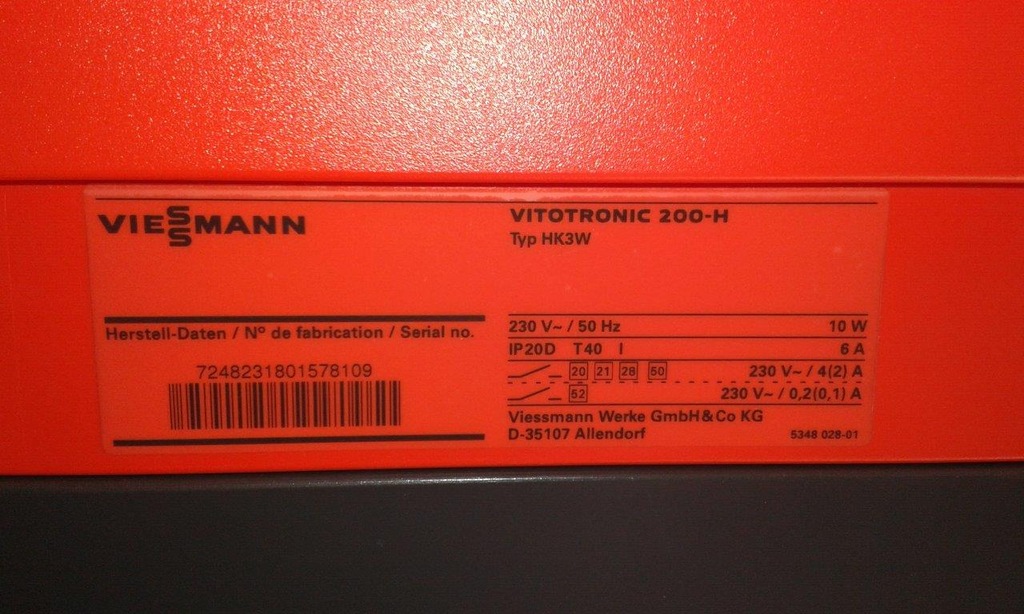 VIESSMANN
Herstell-Daten / Nº de fabrication / Serial no.
7248231801578109
VITOTRONIC 200-H
Typ HK3W
230 V~ / 50 Hz 10 W
IP20D T40 I 6 A
20 21 28 50 230 V~ / 4(2) A
52 230 V~ / 0,2(0,1) A
Viessmann Werke GmbH&Co KG
D-35107 Allendorf 5348 028-01